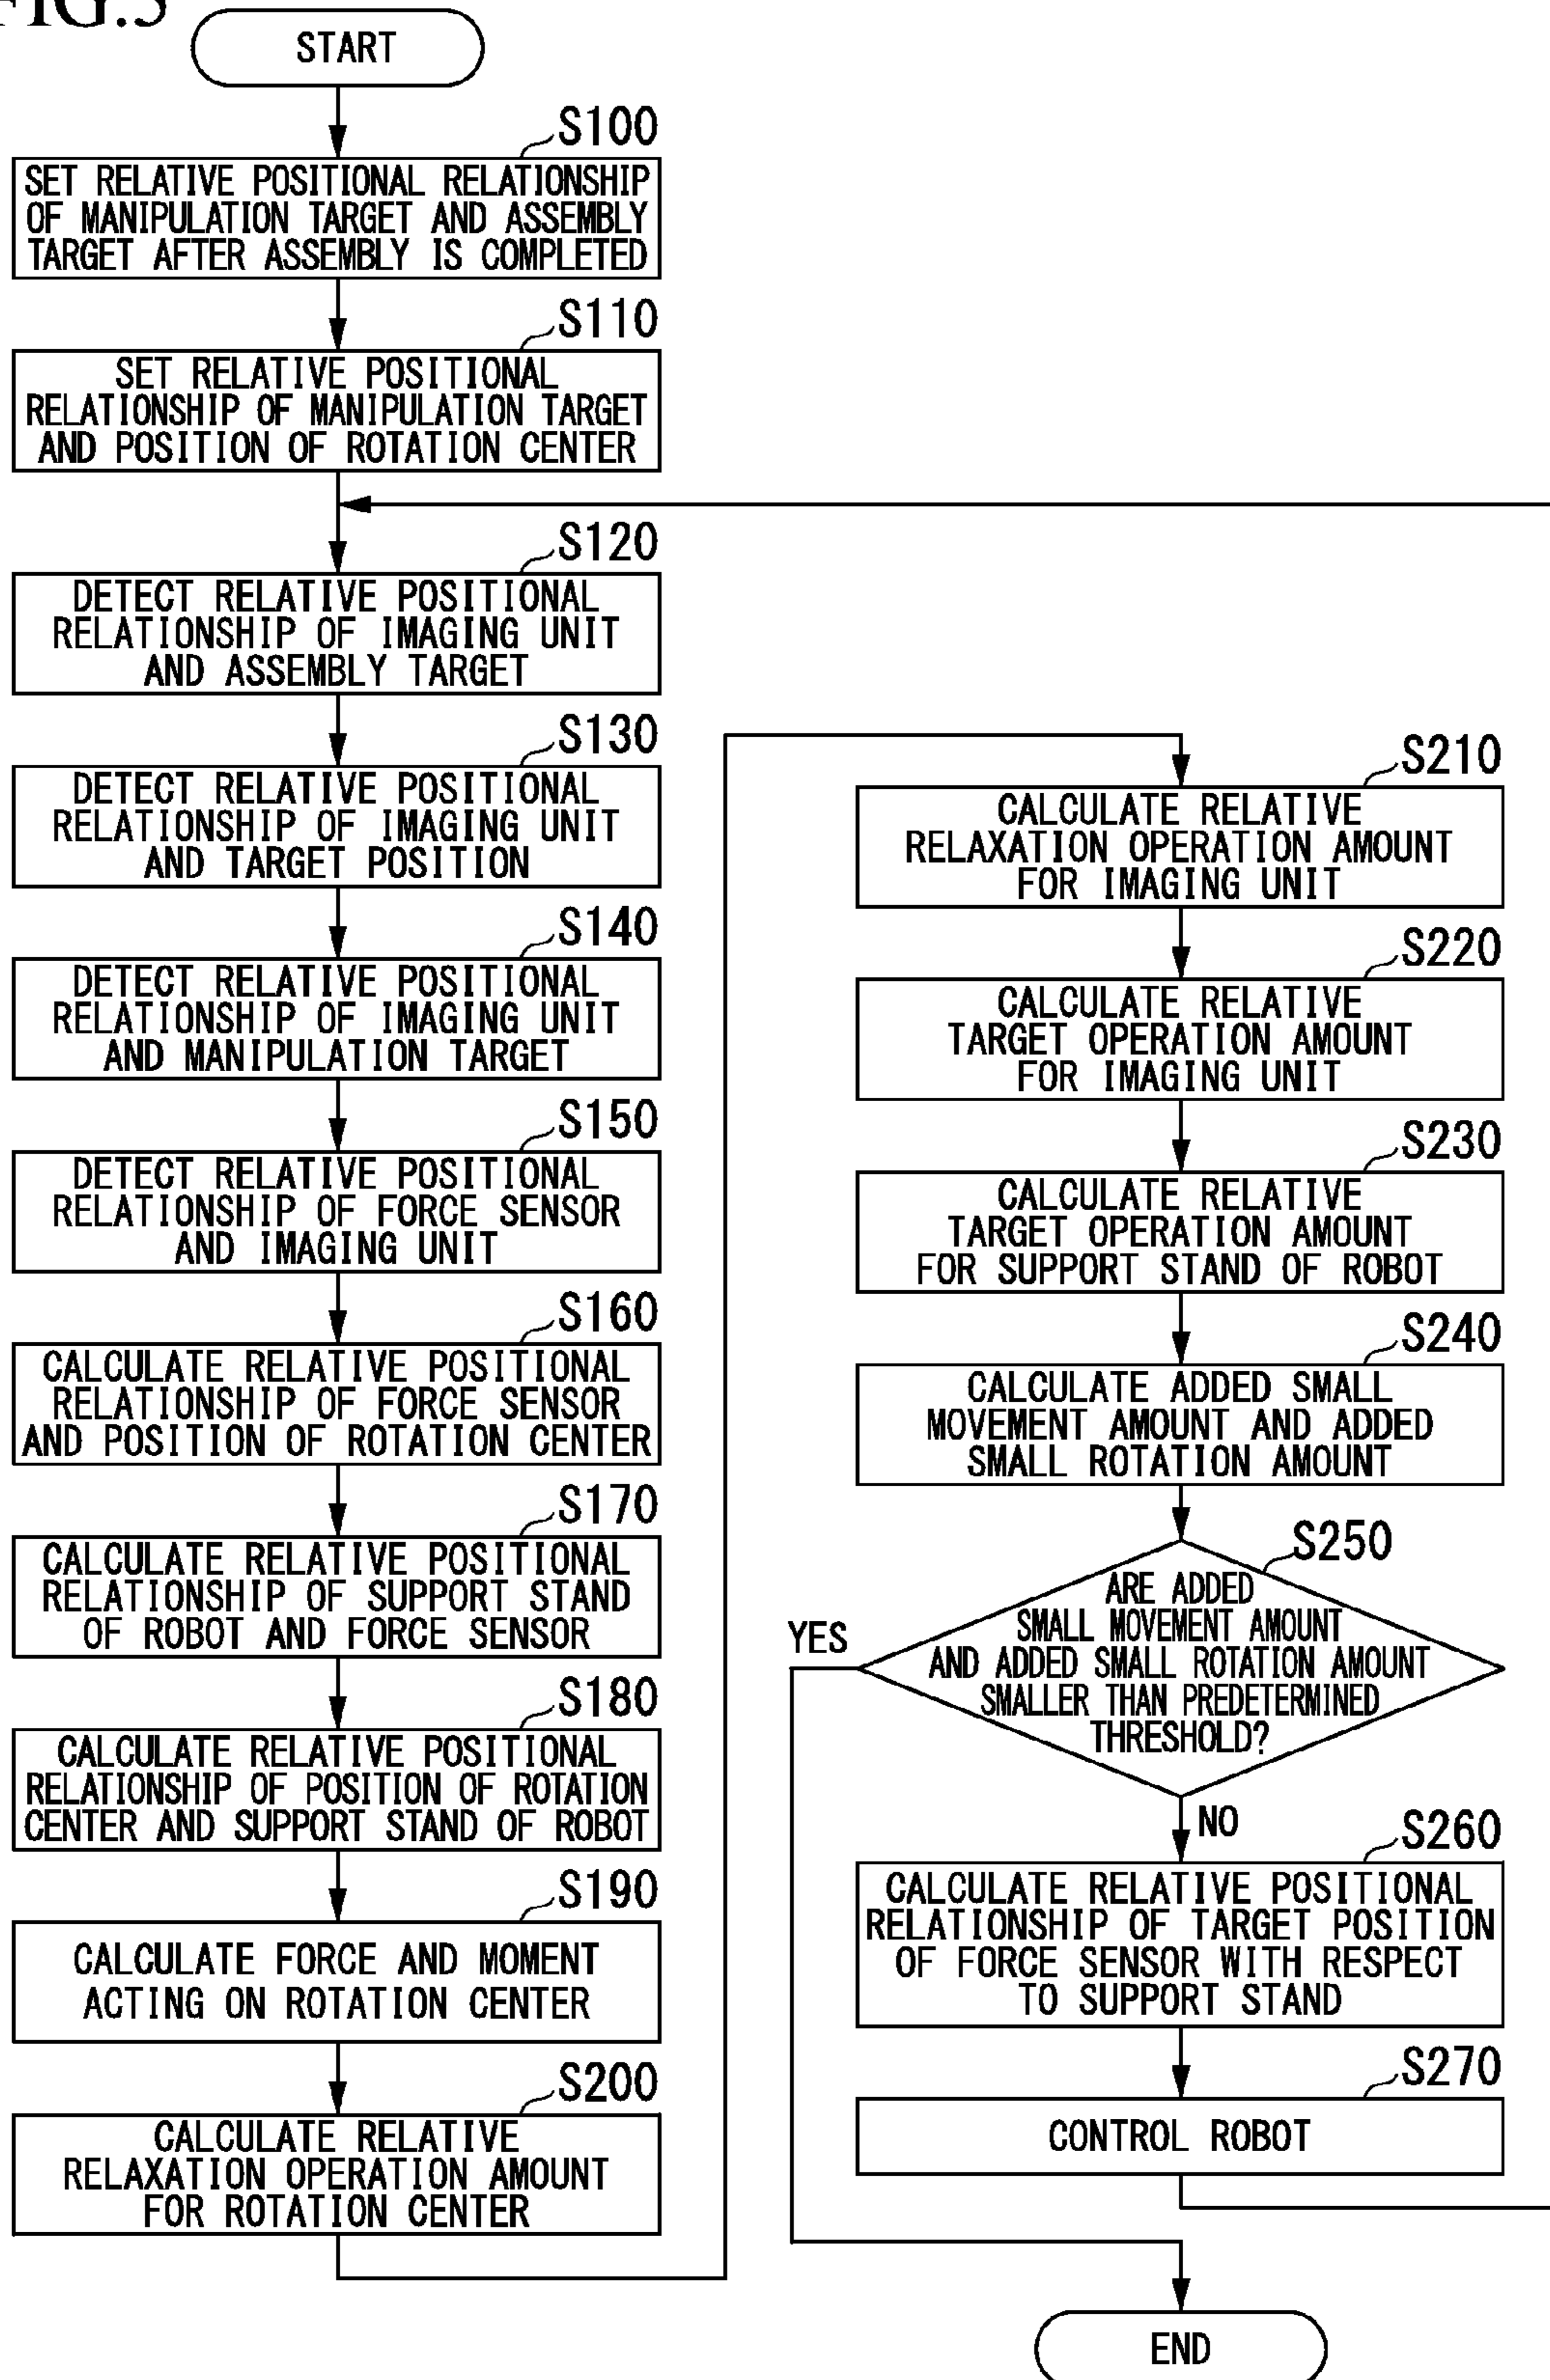 FIG.5
START
S100
SET RELATIVE POSITIONAL RELATIONSHIP
OF MANIPULATION TARGET AND ASSEMBLY
TARGET AFTER ASSEMBLY IS COMPLETED
S110
SET RELATIVE POSITIONAL
RELATIONSHIP OF MANIPULATION TARGET
AND POSITION OF ROTATION CENTER
S120
DETECT RELATIVE POSITIONAL
RELATIONSHIP OF IMAGING UNIT
AND ASSEMBLY TARGET
S130
DETECT RELATIVE POSITIONAL
RELATIONSHIP OF IMAGING UNIT
AND TARGET POSITION
S140
DETECT RELATIVE POSITIONAL
RELATIONSHIP OF IMAGING UNIT
AND MANIPULATION TARGET
S150
DETECT RELATIVE POSITIONAL
RELATIONSHIP OF FORCE SENSOR
AND IMAGING UNIT
S160
CALCULATE RELATIVE POSITIONAL
RELATIONSHIP OF FORCE SENSOR
AND POSITION OF ROTATION CENTER
S170
CALCULATE RELATIVE POSITIONAL
RELATIONSHIP OF SUPPORT STAND
OF ROBOT AND FORCE SENSOR
S180
CALCULATE RELATIVE POSITIONAL
RELATIONSHIP OF POSITION OF ROTATION
CENTER AND SUPPORT STAND OF ROBOT
S190
CALCULATE FORCE AND MOMENT
ACTING ON ROTATION CENTER
S200
CALCULATE RELATIVE
RELAXATION OPERATION AMOUNT
FOR ROTATION CENTER
S210
CALCULATE RELATIVE
RELAXATION OPERATION AMOUNT
FOR IMAGING UNIT
S220
CALCULATE RELATIVE
TARGET OPERATION AMOUNT
FOR IMAGING UNIT
S230
CALCULATE RELATIVE
TARGET OPERATION AMOUNT
FOR SUPPORT STAND OF ROBOT
S240
CALCULATE ADDED SMALL
MOVEMENT AMOUNT AND ADDED
SMALL ROTATION AMOUNT
S250
ARE ADDED
SMALL MOVEMENT AMOUNT
AND ADDED SMALL ROTATION AMOUNT
SMALLER THAN PREDETERMINED
THRESHOLD?
YES
NO
S260
CALCULATE RELATIVE POSITIONAL
RELATIONSHIP OF TARGET POSITION
OF FORCE SENSOR WITH RESPECT
TO SUPPORT STAND
S270
CONTROL ROBOT
END